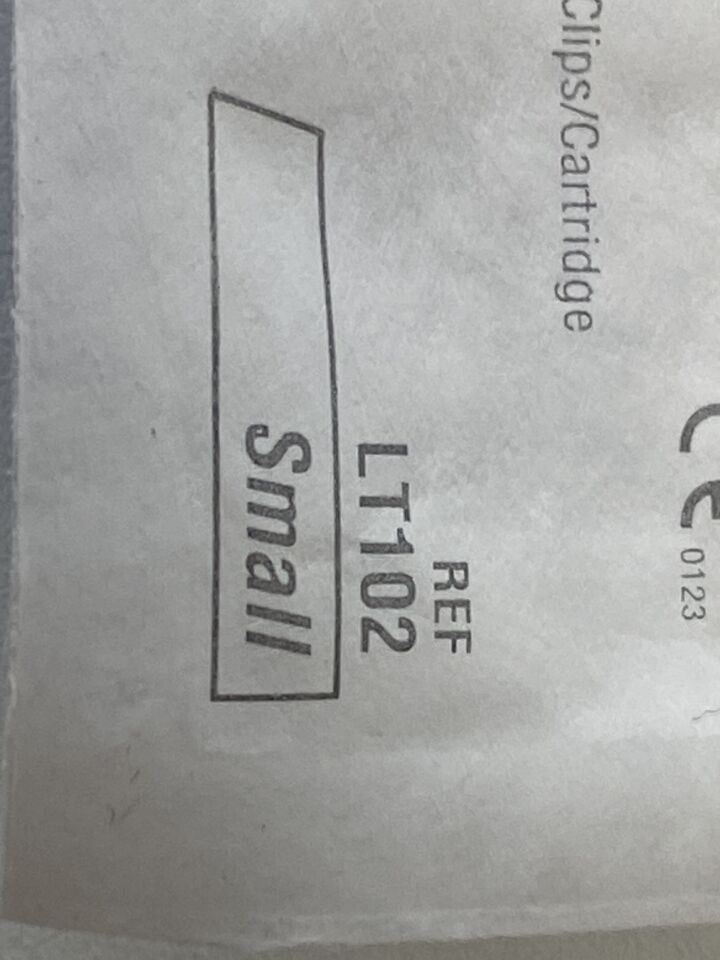 Clips/Cartridge
CE 0123
REF
LT102
Small